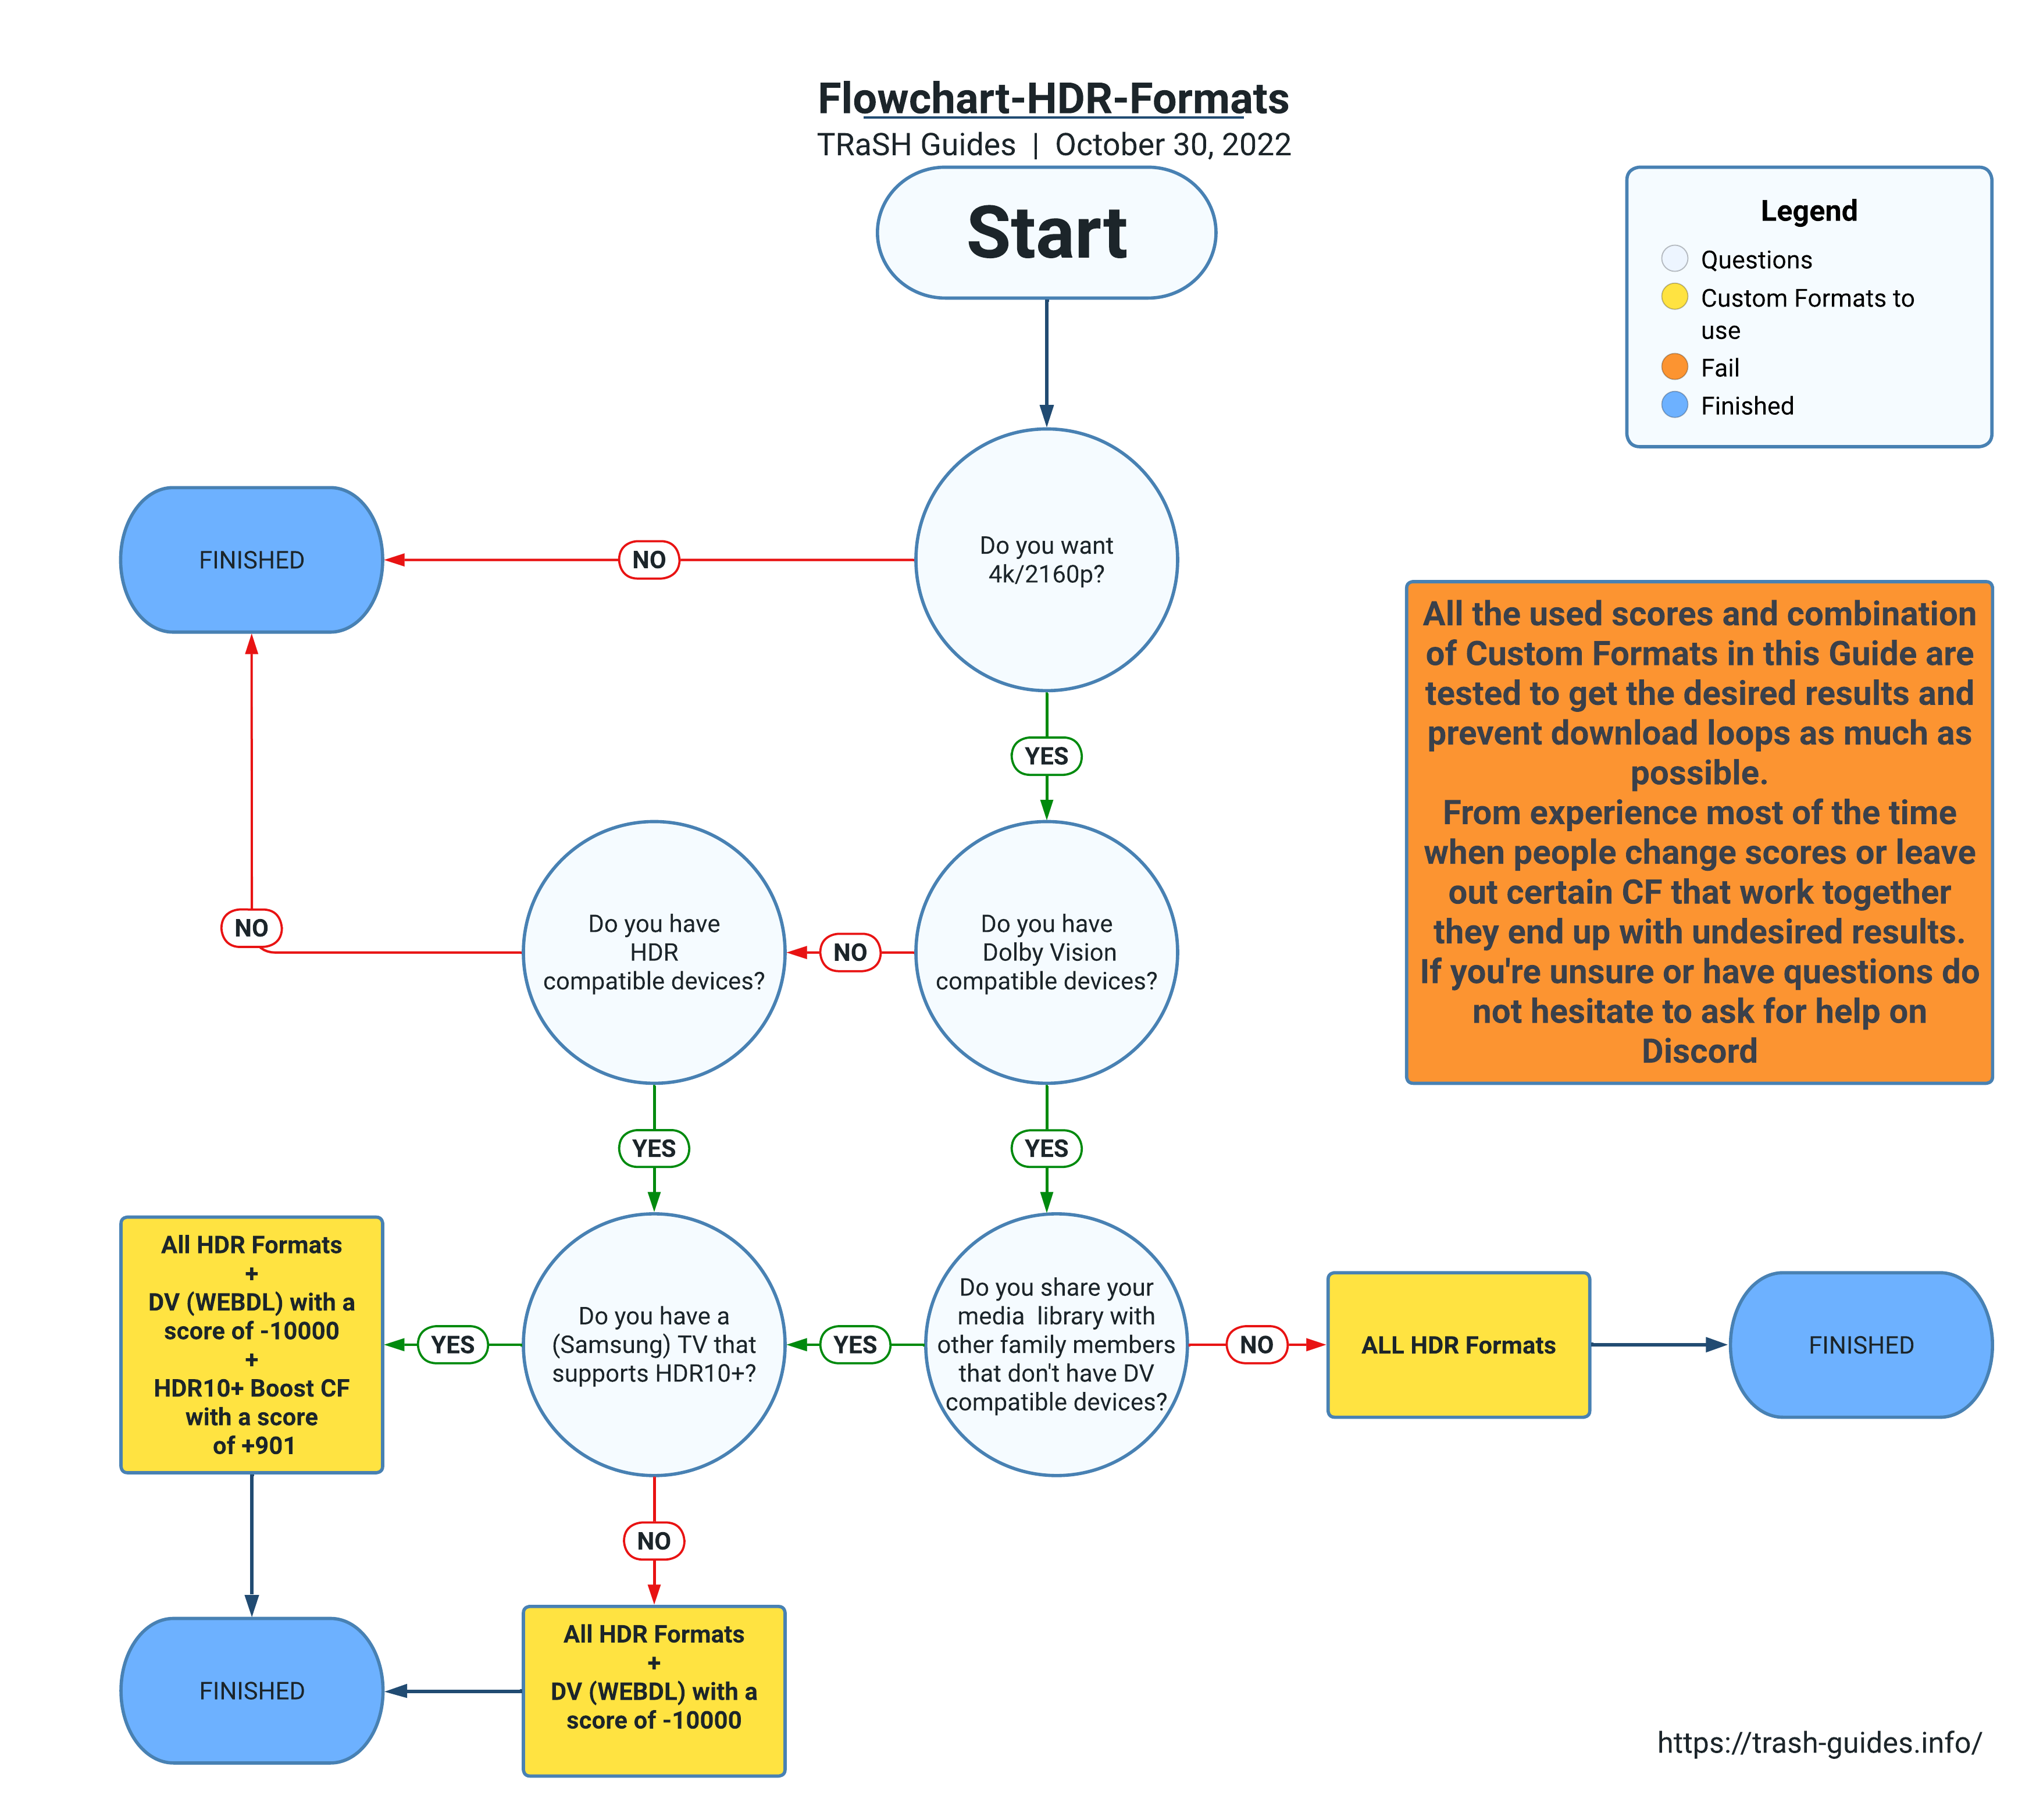 Flowchart-HDR-Formats
TRaSH Guides | October 30, 2022
Start
Legend
Questions
Custom Formats to
use
Fail
Finished
Do you want
4k/2160p?
NO
FINISHED
YES
All the used scores and combination
of Custom Formats in this Guide are
tested to get the desired results and
prevent download loops as much as
possible.
From experience most of the time
when people change scores or leave
out certain CF that work together
they end up with undesired results.
If you're unsure or have questions do
not hesitate to ask for help on
Discord
Do you have
Dolby Vision
compatible devices?
NO
Do you have
HDR
compatible devices?
NO
YES
YES
Do you share your
media library with
other family members
that don't have DV
compatible devices?
NO
ALL HDR Formats
FINISHED
YES
Do you have a
(Samsung) TV that
supports HDR10+?
YES
All HDR Formats
+
DV (WEBDL) with a
score of -10000
+
HDR10+ Boost CF
with a score
of +901
NO
All HDR Formats
+
DV (WEBDL) with a
score of -10000
FINISHED
https://trash-guides.info/